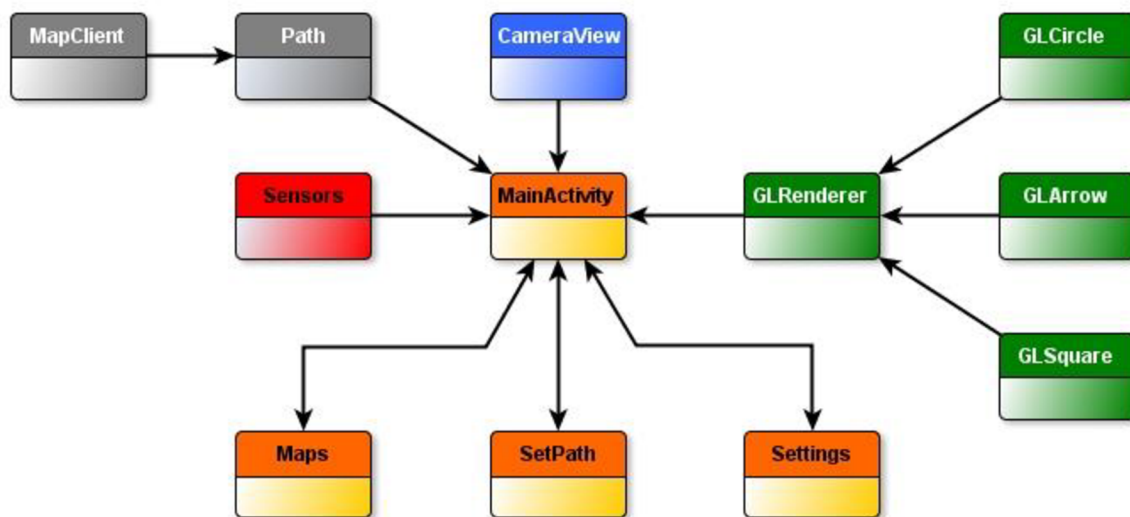 MapClient
Path
CameraView
GLCircle
Sensors
MainActivity
GLRenderer
GLArrow
GLSquare
Maps
SetPath
Settings